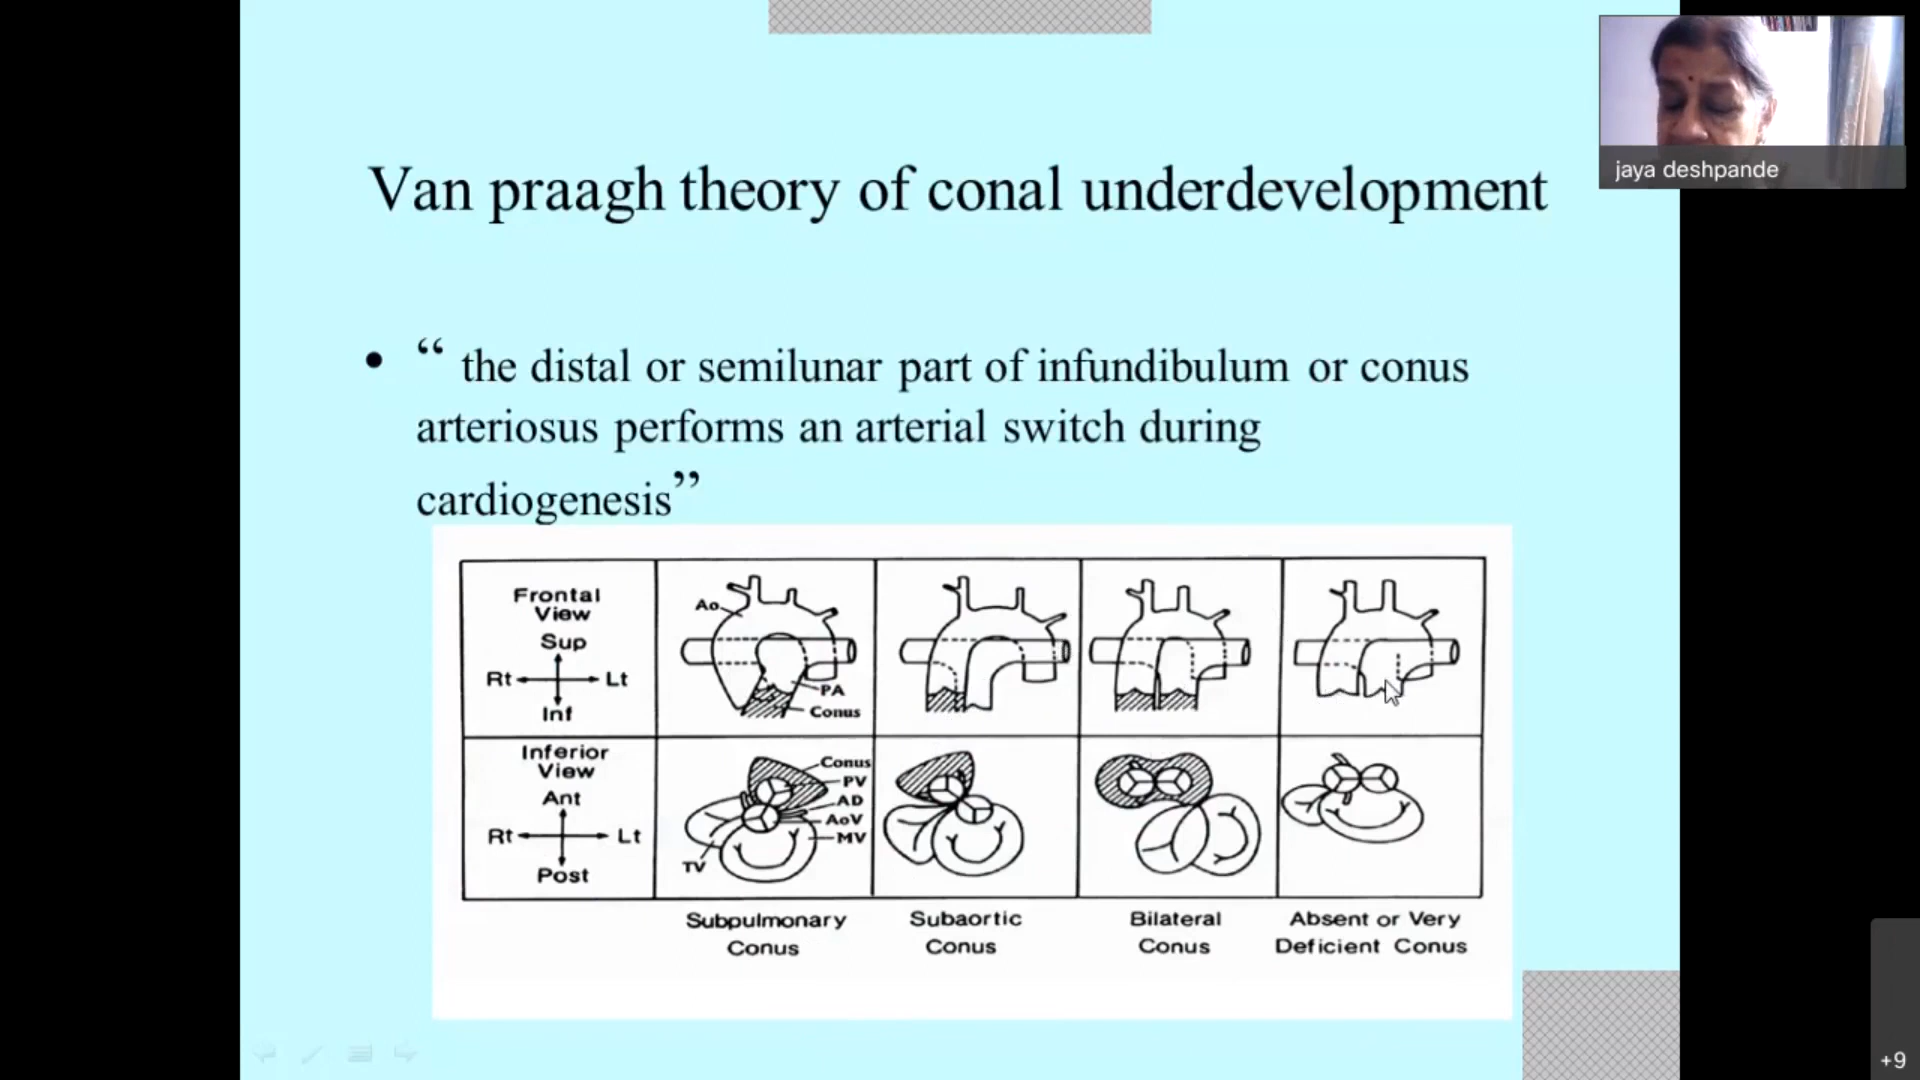 jaya deshpande
Van praagh theory of conal underdevelopment
• “ the distal or semilunar part of infundibulum or conus
arteriosus performs an arterial switch during
cardiogenesis”
Frontal
View
Sup
Rt Lt
Inf
Ao
PA
Conus
Inferior
View
Ant
Rt Lt
Post
Conus
PV
AD
AoV
MV
TV
Subpulmonary
Conus
Subaortic
Conus
Bilateral
Conus
Absent or Very
Deficient Conus
+9